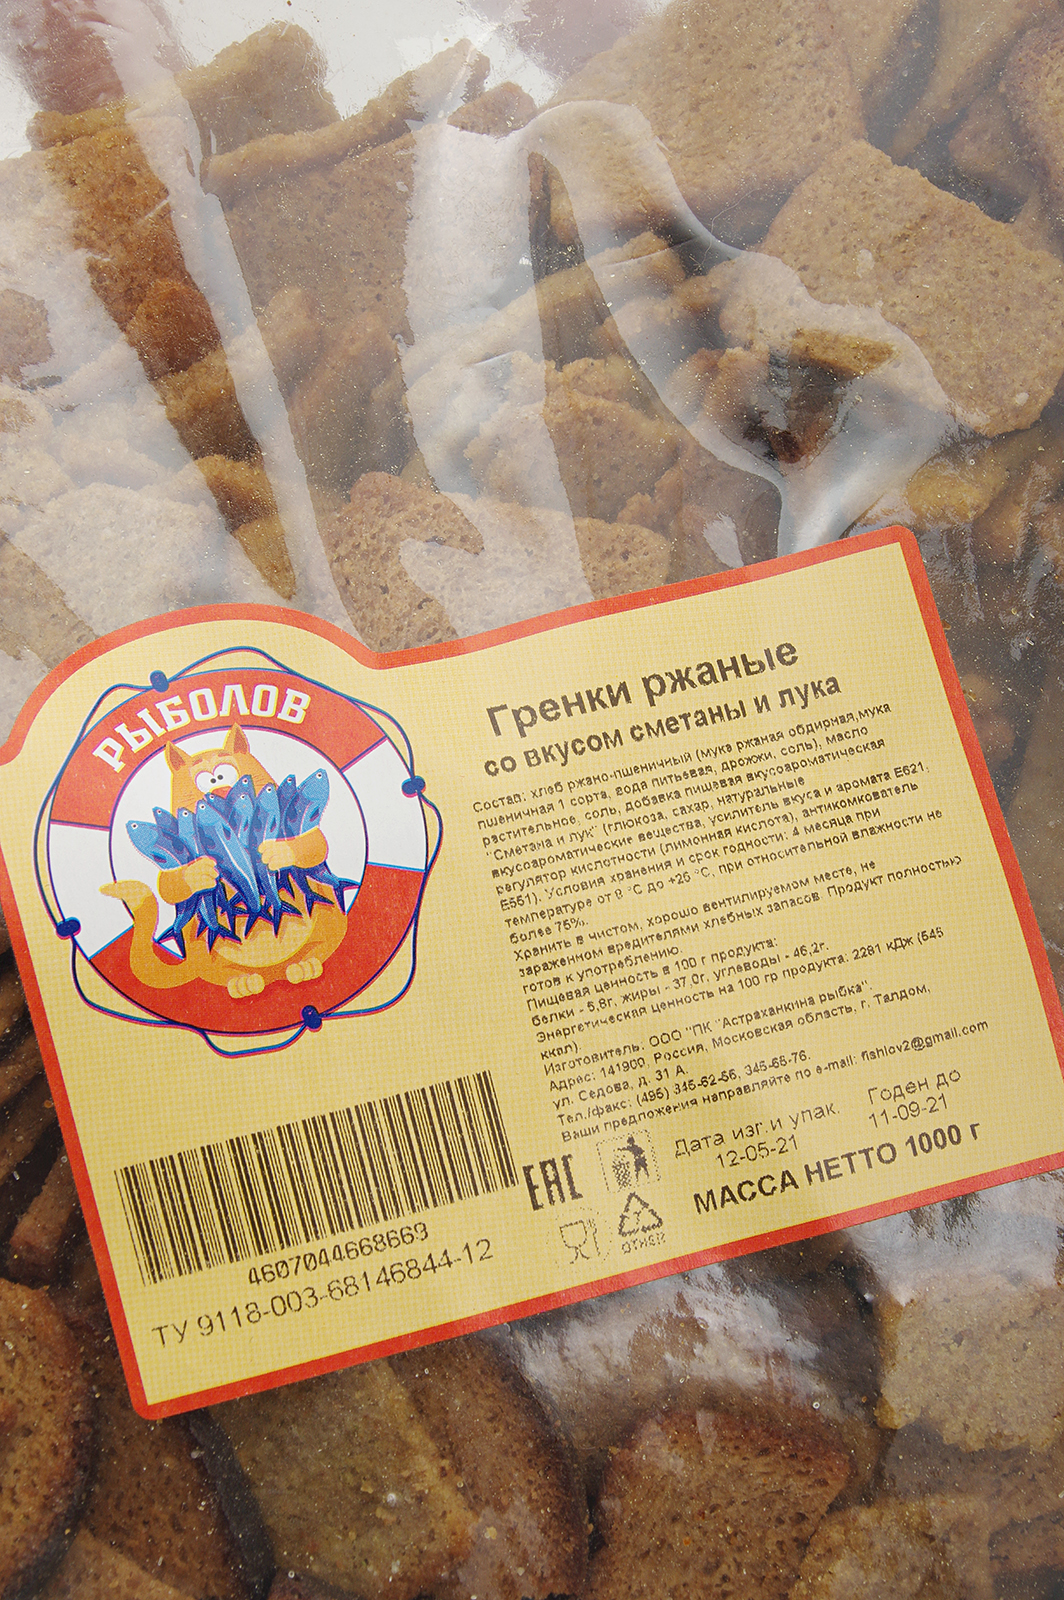 РЫБОЛОВ
Гренки ржаные
со вкусом сметаны и лука
Состав: хлеб ржано-пшеничный (мука ржаная обдирная,мука
пшеничная 1 сорта, вода питьевая, дрожжи, соль), масло
растительное, соль, добавка пищевая вкусоароматическая
"Сметана и лук" (глюкоза, сахар, натуральные
вкусоароматические вещества, усилитель вкуса и аромата Е621,
регулятор кислотности (лимонная кислота), антикомкователь
Е551). Условия хранения и срок годности: 4 месяца при
температуре от °С до +25 °С, при относительной влажности не
более 75%.
Хранить в чистом, хорошо вентилируемом месте, не
зараженном вредителями хлебных запасов. Продукт полностью
готов к употреблению.
Пищевая ценность в 100 г продукта:
белки - 5,8г, жиры - 37,0г, углеводы - 46,2г.
Энергетическая ценность на 100 гр продукта: 2281 кДж (545
ккал).
Изготовитель: ООО "ПК "Астраханкина рыбка".
Адрес: 141900, Россия, Московская область, г. Талдом,
ул. Седова, д. 31 А.
Тел./факс: (495)
Ваши предложения направляйте по e-mail: fishlov2@gmail.com
Дата изг.и упак.
12-05-21
Годен до
11-09-21
EAC
OTHER
МАССА НЕТТО 1000 г
4607044668669
ТУ 9118-003-68146844-12